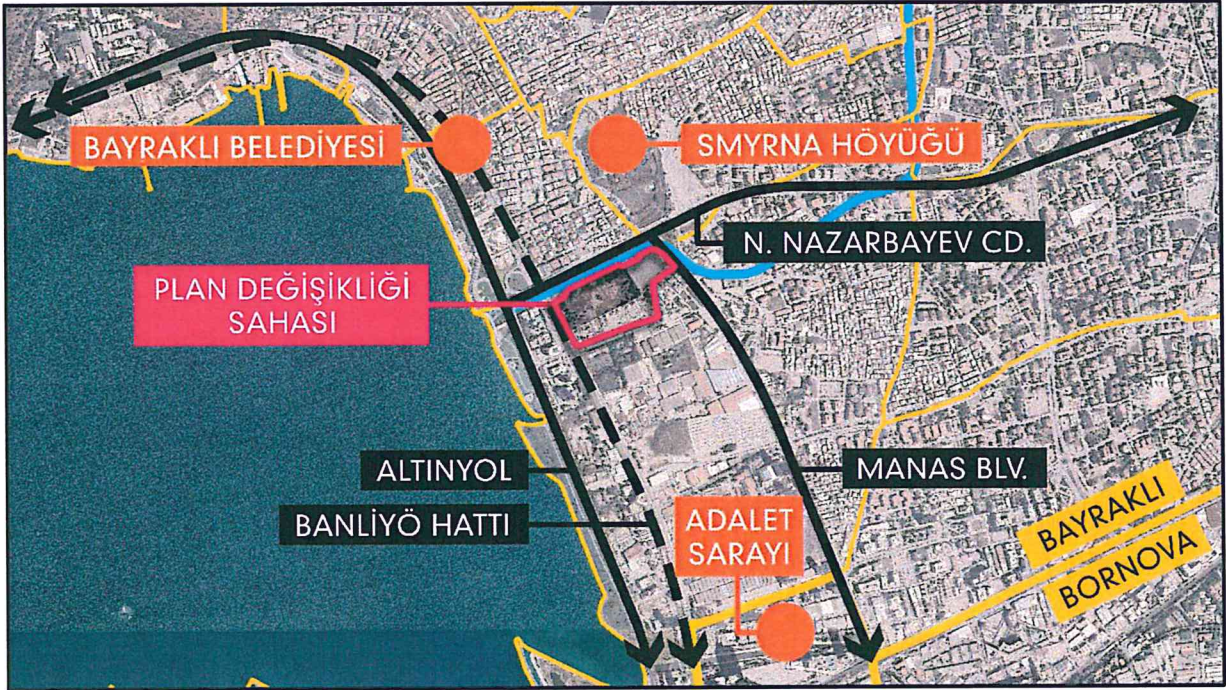 BAYRAKLI BELEDİYESİ
SMYRNA HÖYÜĞÜ
N. NAZARBAYEV CD.
PLAN DEĞİŞİKLİĞİ
SAHASI
ALTINYOL
MANAS BLV.
BANLİYÖ HATTI
ADALET
SARAYI
BAYRAKLI
BORNOVA